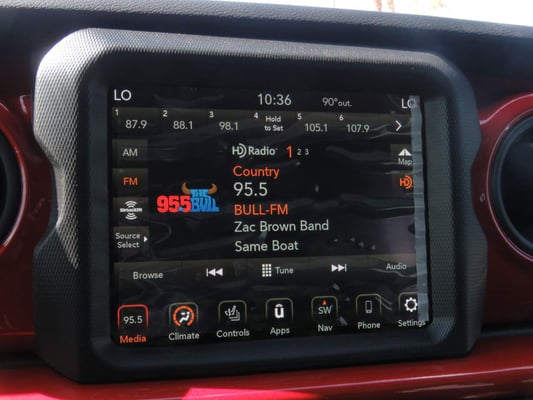 LO 10:36 90°out. LO
1 87.9 2 88.1 3 98.1 4 Hold to Set 5 105.1 6 107.9
AM HD Radio 1 2 3 Map
Country
FM 95.5 HD
955 THE BULL
SiriusXM BULL-FM
Zac Brown Band
Source Select Same Boat
Browse Tune Audio
95.5 SW
Media Climate Controls Apps Nav Phone Settings